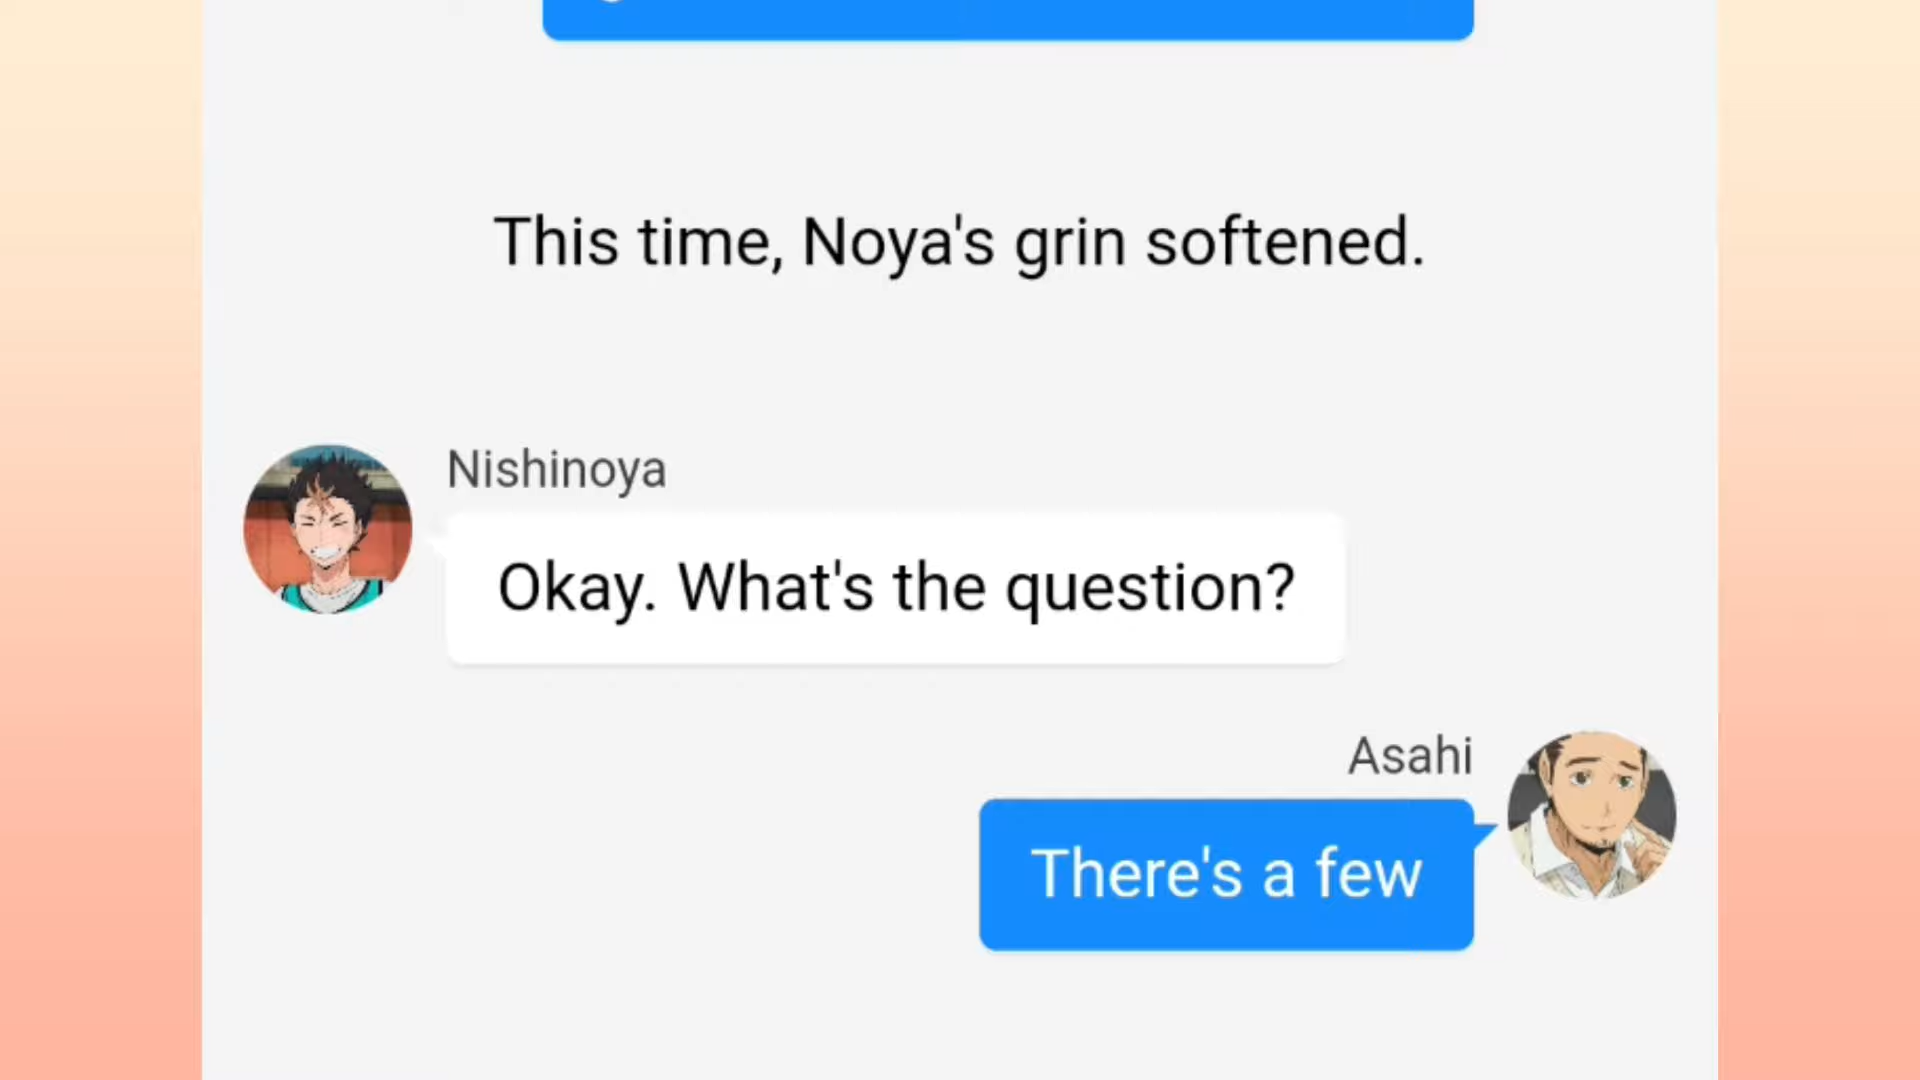 This time, Noya's grin softened.
Nishinoya
Okay. What's the question?
Asahi
There's a few